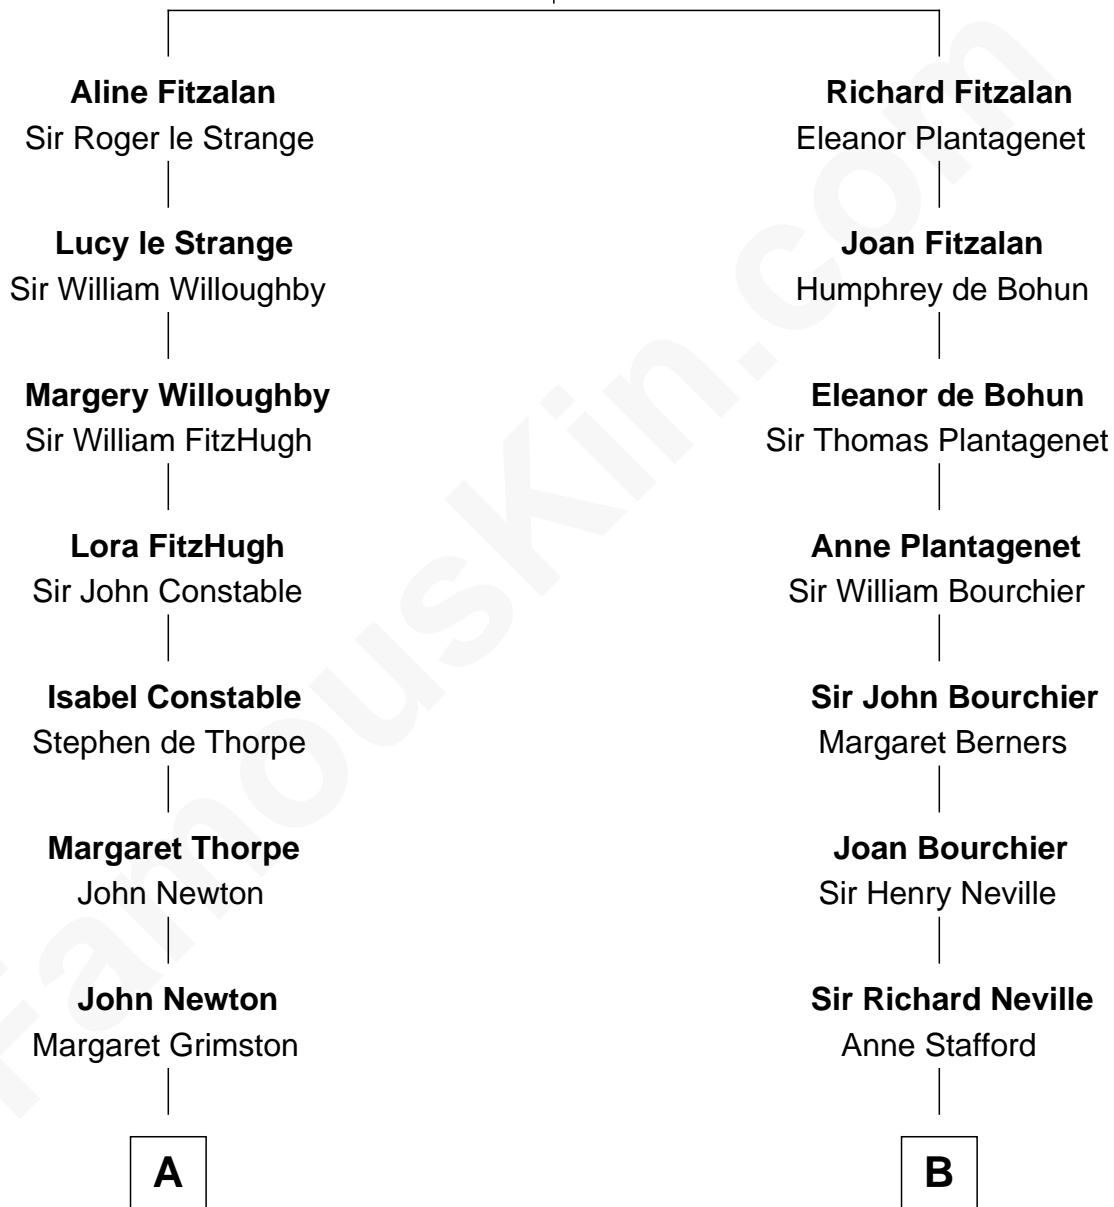 Aline Fitzalan
Sir Roger le Strange
Richard Fitzalan
Eleanor Plantagenet
Lucy le Strange
Sir William Willoughby
Joan Fitzalan
Humphrey de Bohun
Margery Willoughby
Sir William FitzHugh
Eleanor de Bohun
Sir Thomas Plantagenet
Lora FitzHugh
Sir John Constable
Anne Plantagenet
Sir William Bourchier
Isabel Constable
Stephen de Thorpe
Sir John Bourchier
Margaret Berners
Margaret Thorpe
John Newton
Joan Bourchier
Sir Henry Neville
John Newton
Margaret Grimston
Sir Richard Neville
Anne Stafford
A
B
FamousKin.com